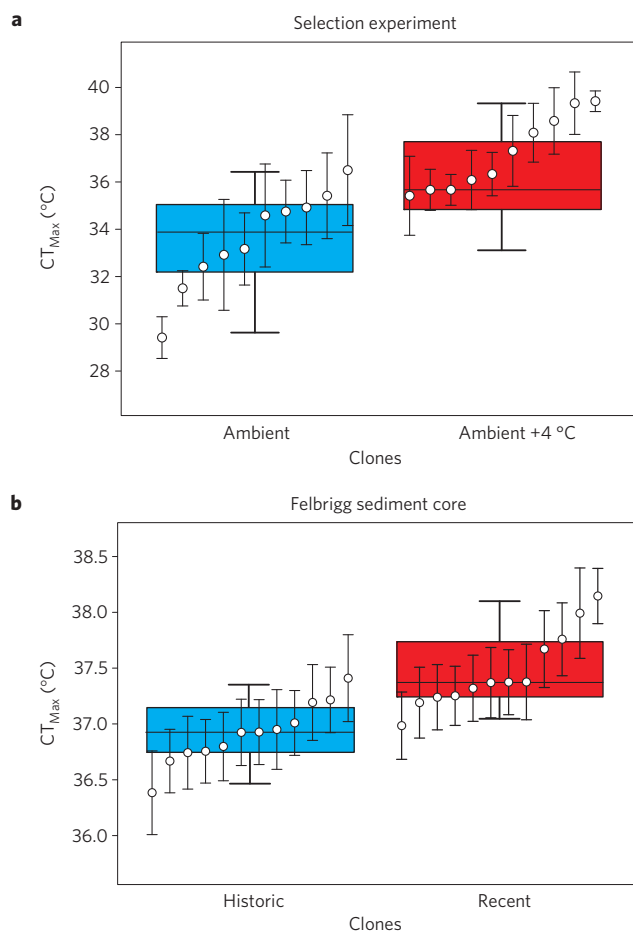 a
Selection experiment
40
38
36
34
32
30
28
CT_Max (°C)
Ambient
Ambient +4 °C
Clones
b
Felbrigg sediment core
38.5
38.0
37.5
37.0
36.5
36.0
CT_Max (°C)
Historic
Recent
Clones